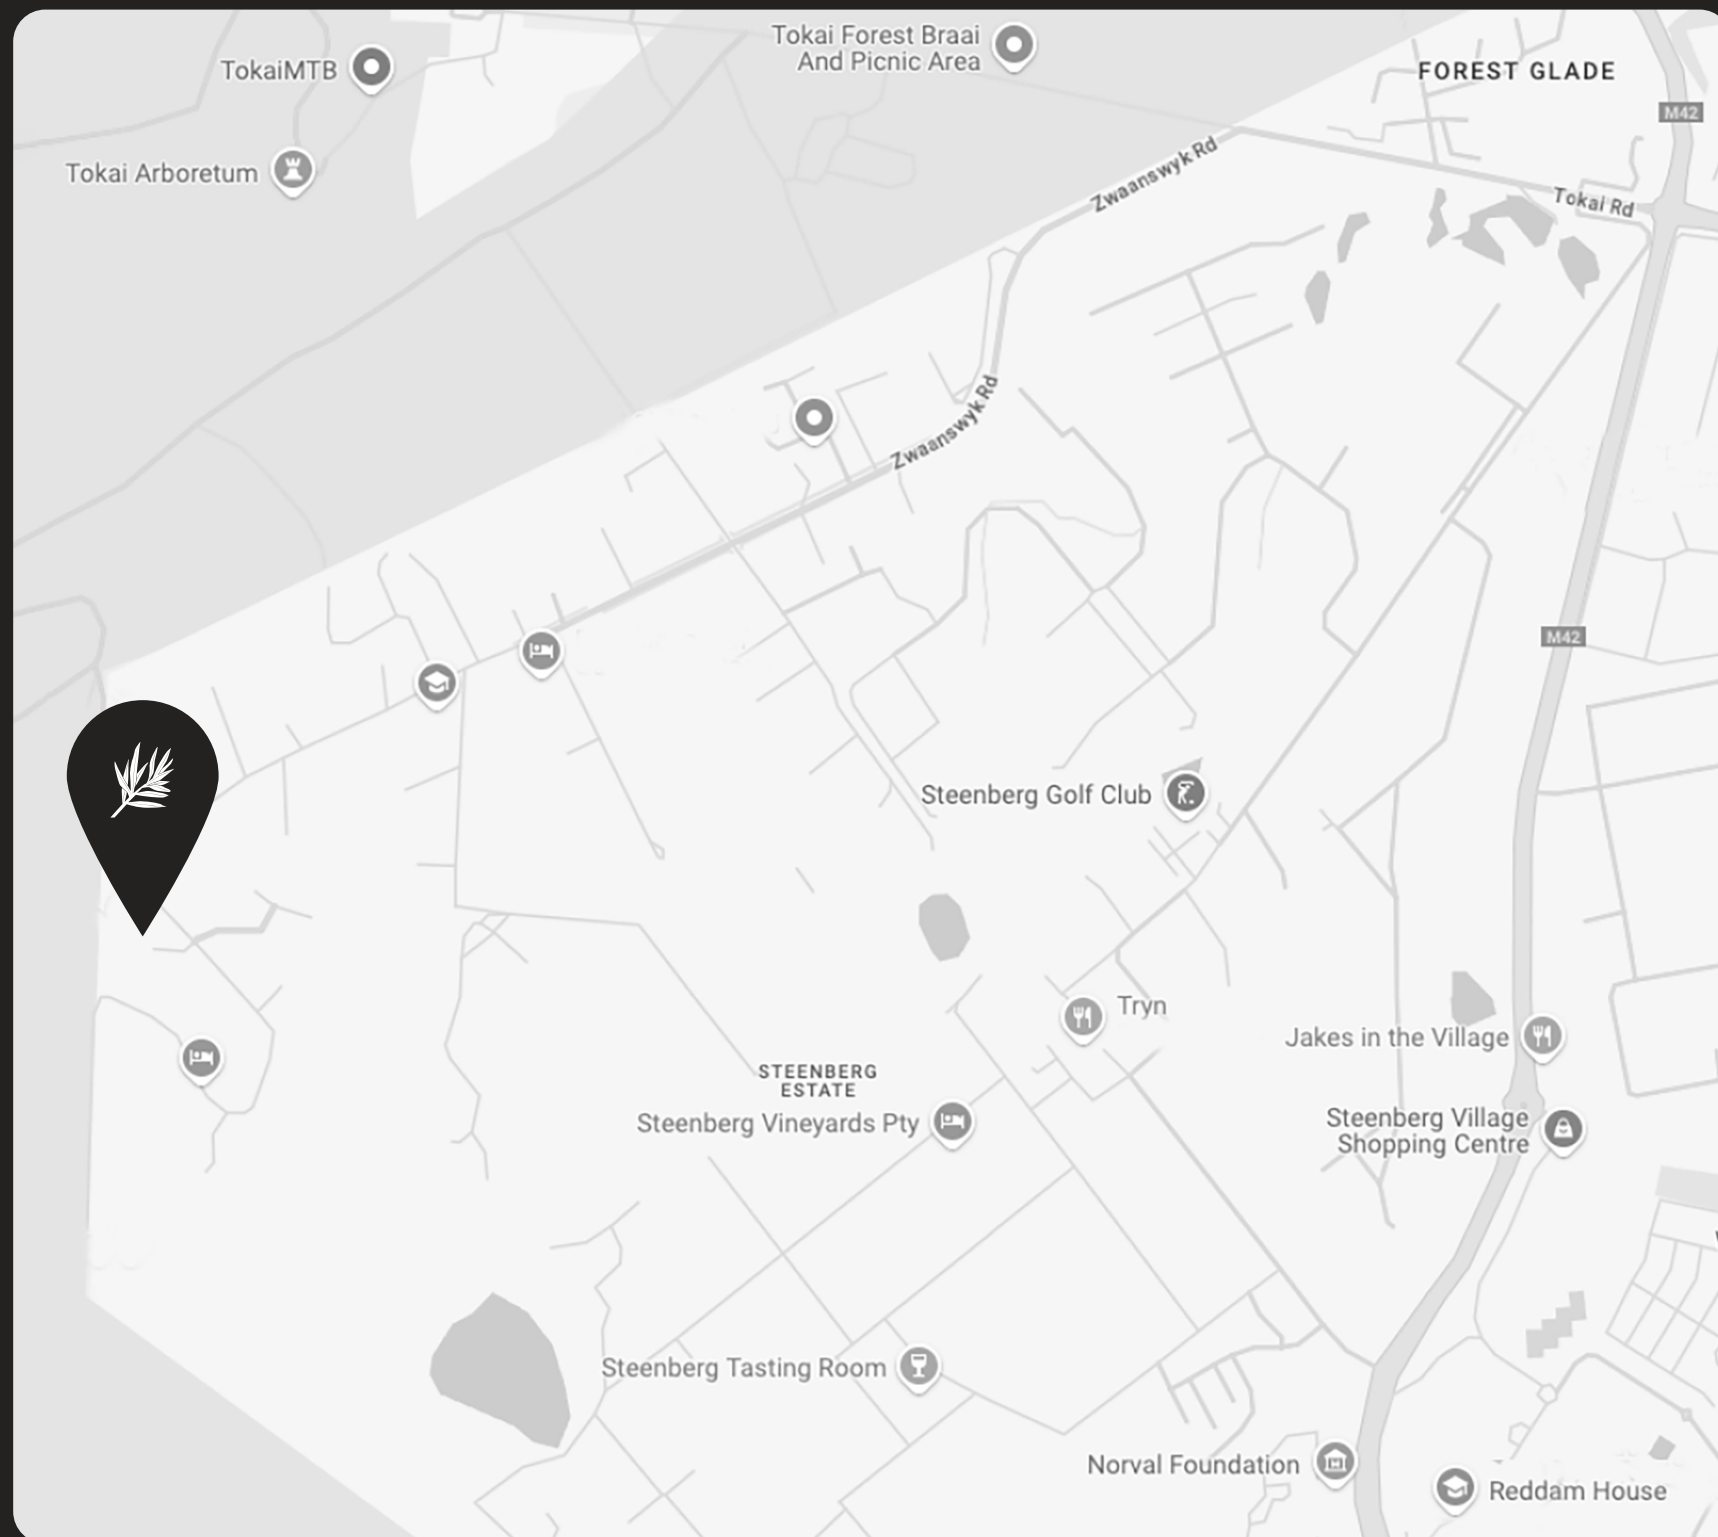 Tokai Forest Braai
And Picnic Area
TokaiMTB
FOREST GLADE
M42
Tokai Arboretum
Zwaanswyk Rd
Tokai Rd
Zwaanswyk Rd
M42
Steenberg Golf Club
Tryn
Jakes in the Village
STEENBERG
ESTATE
Steenberg Vineyards Pty
Steenberg Village
Shopping Centre
Steenberg Tasting Room
Norval Foundation
Reddam House